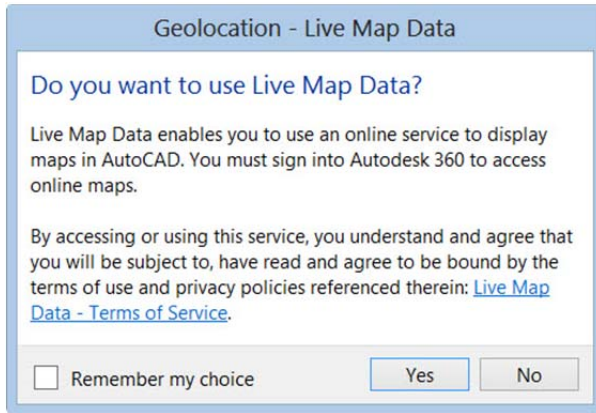 Geolocation - Live Map Data
Do you want to use Live Map Data?
Live Map Data enables you to use an online service to display
maps in AutoCAD. You must sign into Autodesk 360 to access
online maps.
By accessing or using this service, you understand and agree that
you will be subject to, have read and agree to be bound by the
terms of use and privacy policies referenced therein: Live Map
Data - Terms of Service.
Remember my choice
Yes
No